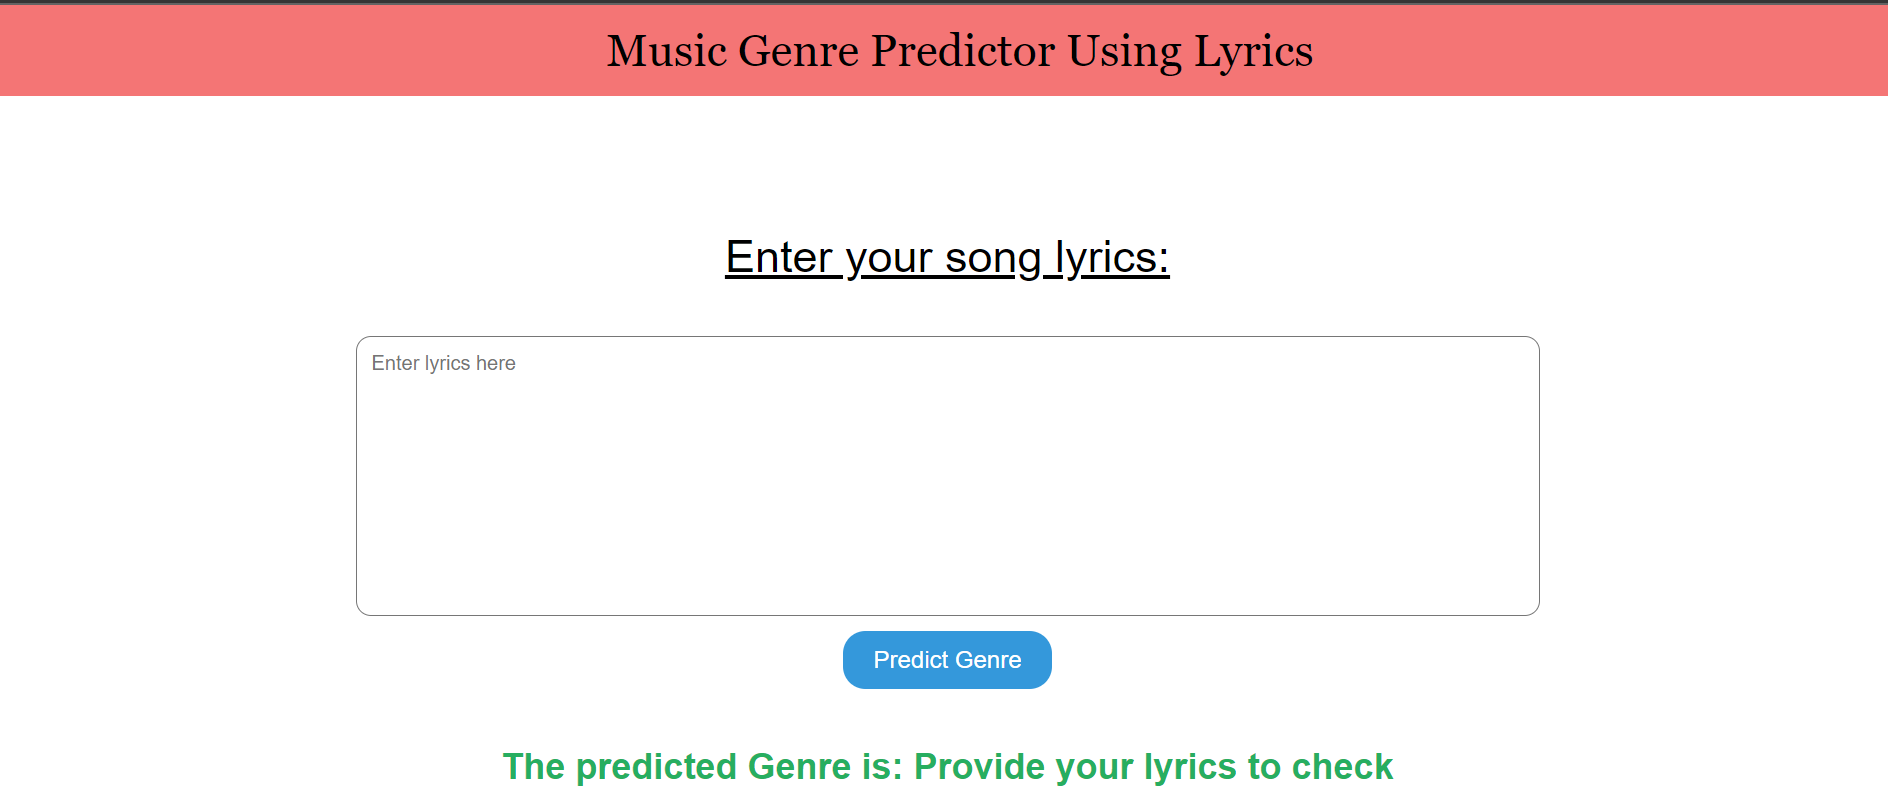 Music Genre Predictor Using Lyrics
Enter your song lyrics:
Enter lyrics here
Predict Genre
The predicted Genre is: Provide your lyrics to check